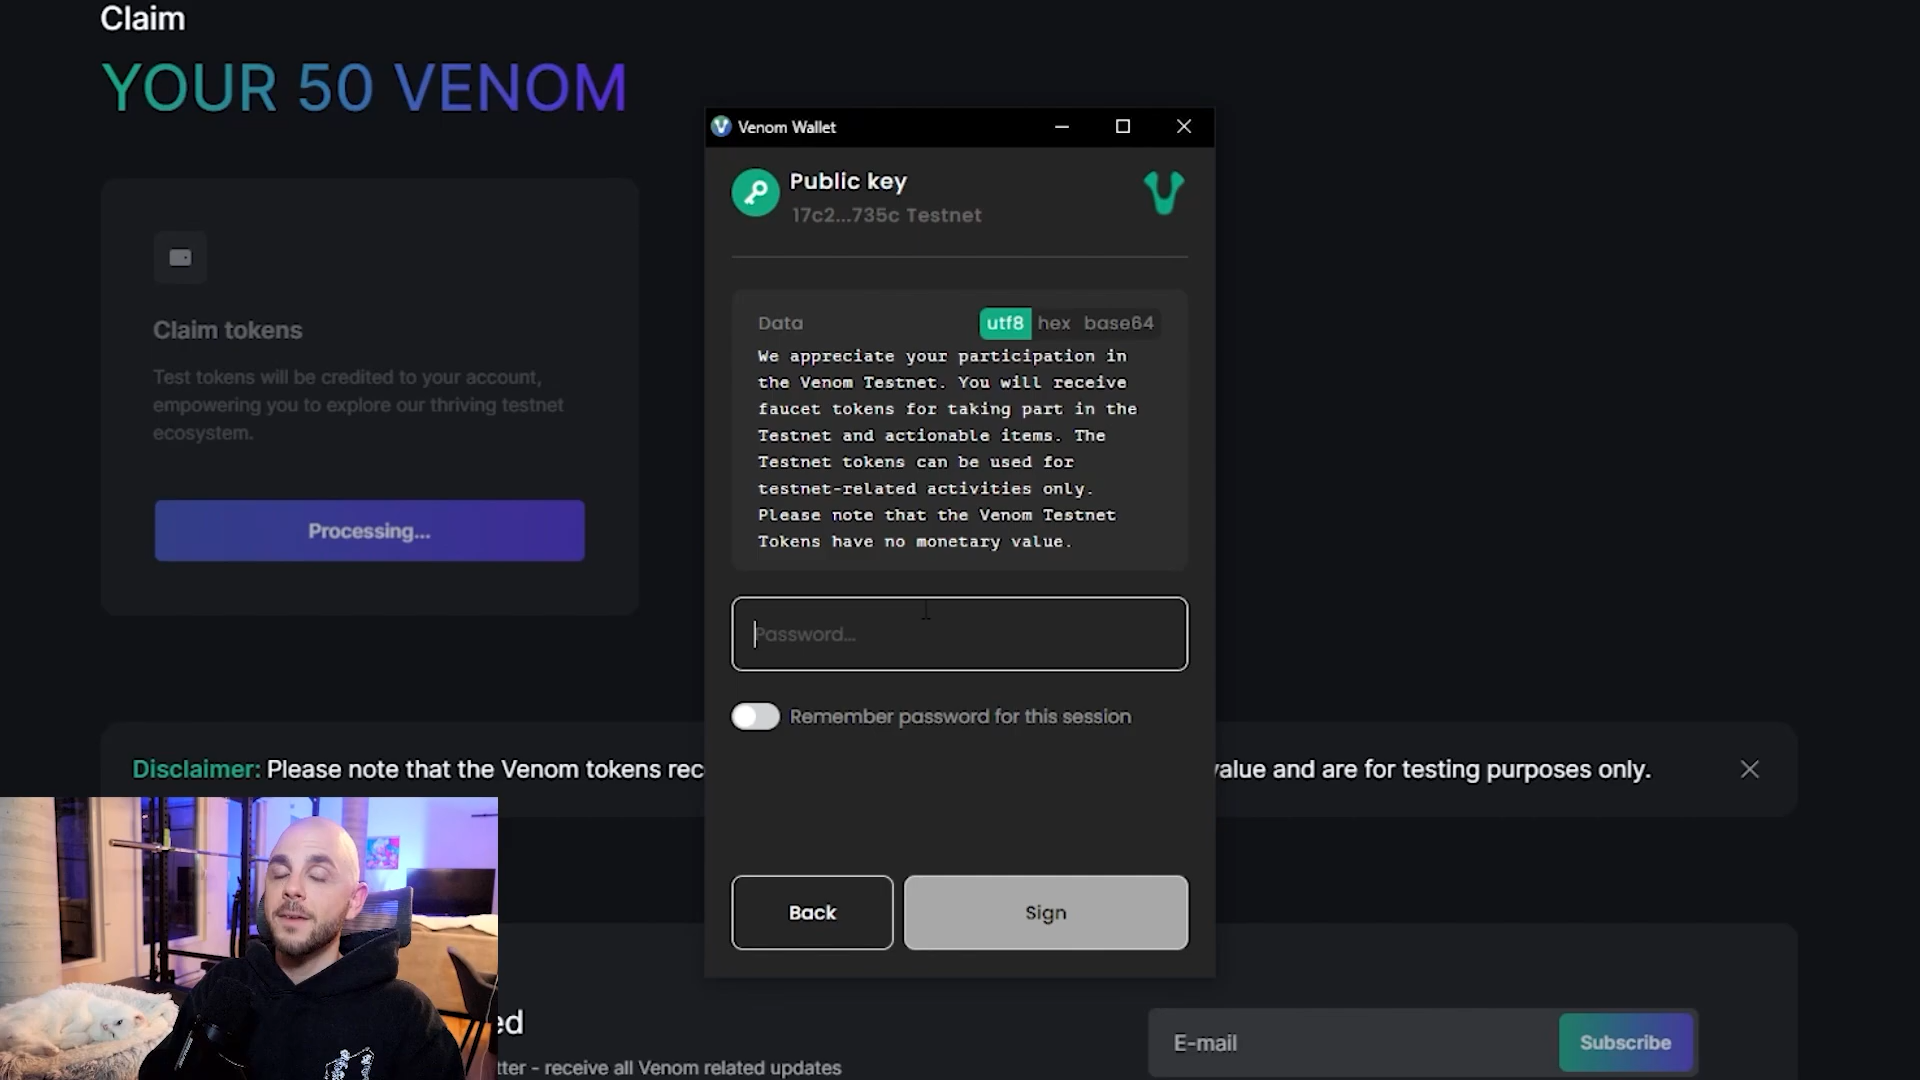 Claim
YOUR 50 VENOM
Claim tokens
Test tokens will be credited to your account,
empowering you to explore our thriving testnet
ecosystem.
Processing...
Venom Wallet
Public key
17c2...735c Testnet
Data
utf8 hex base64
We appreciate your participation in
the Venom Testnet. You will receive
faucet tokens for taking part in the
Testnet and actionable items. The
Testnet tokens can be used for
testnet-related activities only.
Please note that the Venom Testnet
Tokens have no monetary value.
Password...
Remember password for this session
Back
Sign
Disclaimer: Please note that the Venom tokens rec
value and are for testing purposes only.
ed
tter - receive all Venom related updates
E-mail
Subscribe